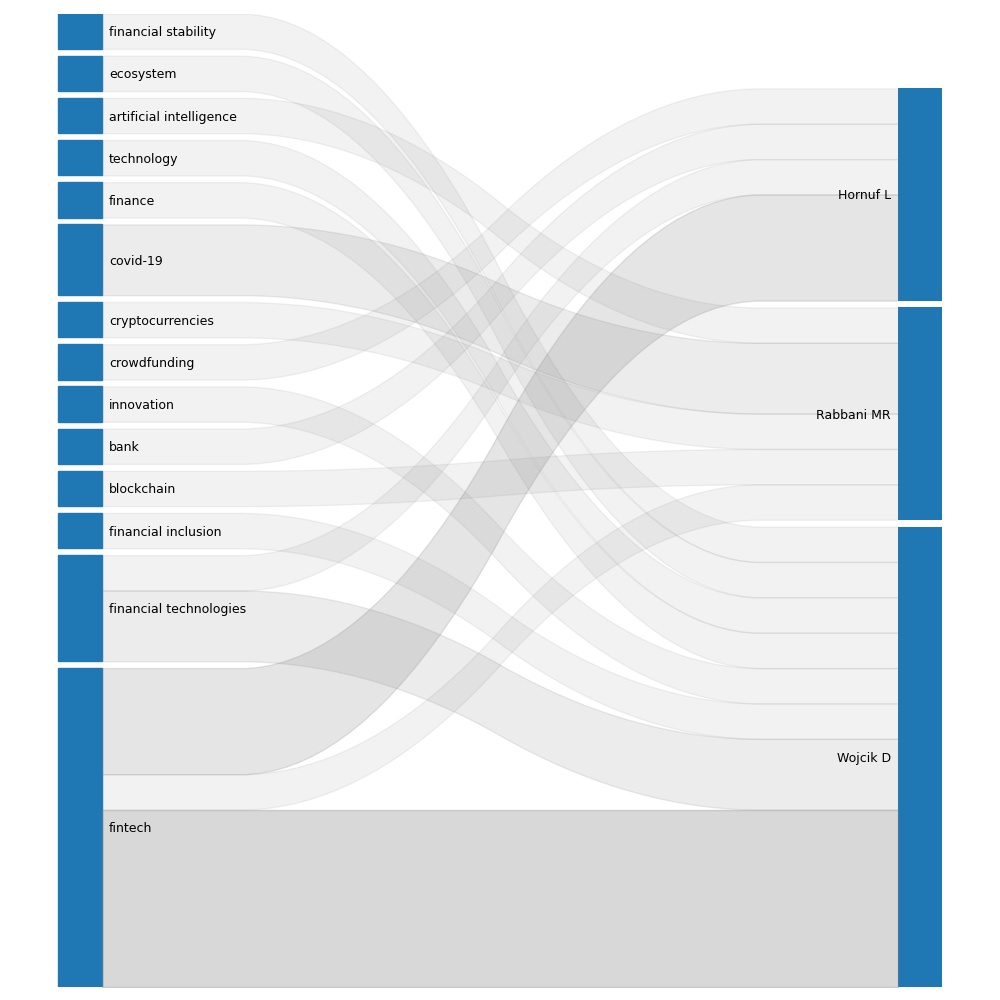 financial stability
ecosystem
artificial intelligence
technology
finance
covid-19
cryptocurrencies
crowdfunding
innovation
bank
blockchain
financial inclusion
financial technologies
fintech
Hornuf L
Rabbani MR
Wojcik D